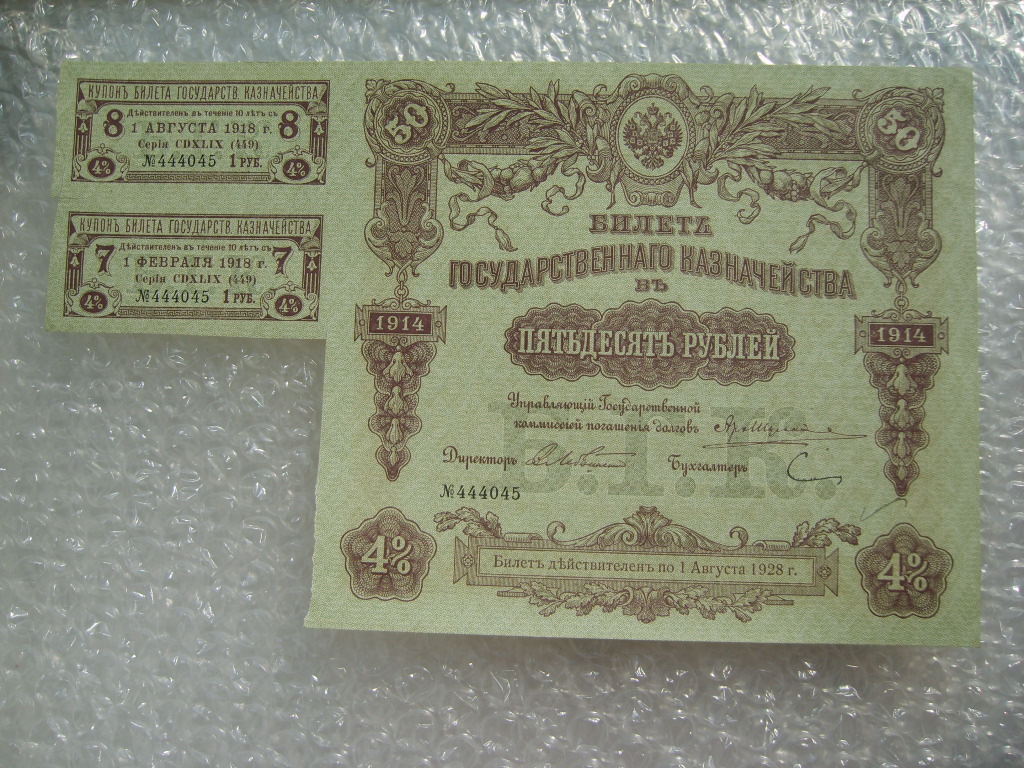 КУПОНЪ БИЛЕТА ГОСУДАРСТВ. КАЗНАЧЕЙСТВА
Дѣйствителенъ въ теченіе 10 лѣтъ съ
8 1 АВГУСТА 1918 г. 8
Серія CDXLIX (449)
№444045 1 РУБ.
4% 4%
КУПОНЪ БИЛЕТА ГОСУДАРСТВ. КАЗНАЧЕЙСТВА
Дѣйствителенъ въ теченіе 10 лѣтъ съ
7 1 ФЕВРАЛЯ 1918 г. 7
Серія CDXLIX (449)
№444045 1 РУБ.
4% 4%
50 50
БИЛЕТЪ
ГОСУДАРСТВЕННАГО КАЗНАЧЕЙСТВА
ВЪ
1914 1914
ПЯТЬДЕСЯТЪ РУБЛЕЙ
Управляющій Государственной
коммисіей погашенія долговъ
Директоръ Бухгалтеръ
Б.Г.К.
№444045
4% 4%
Билетъ дѣйствителенъ по 1 Августа 1928 г.